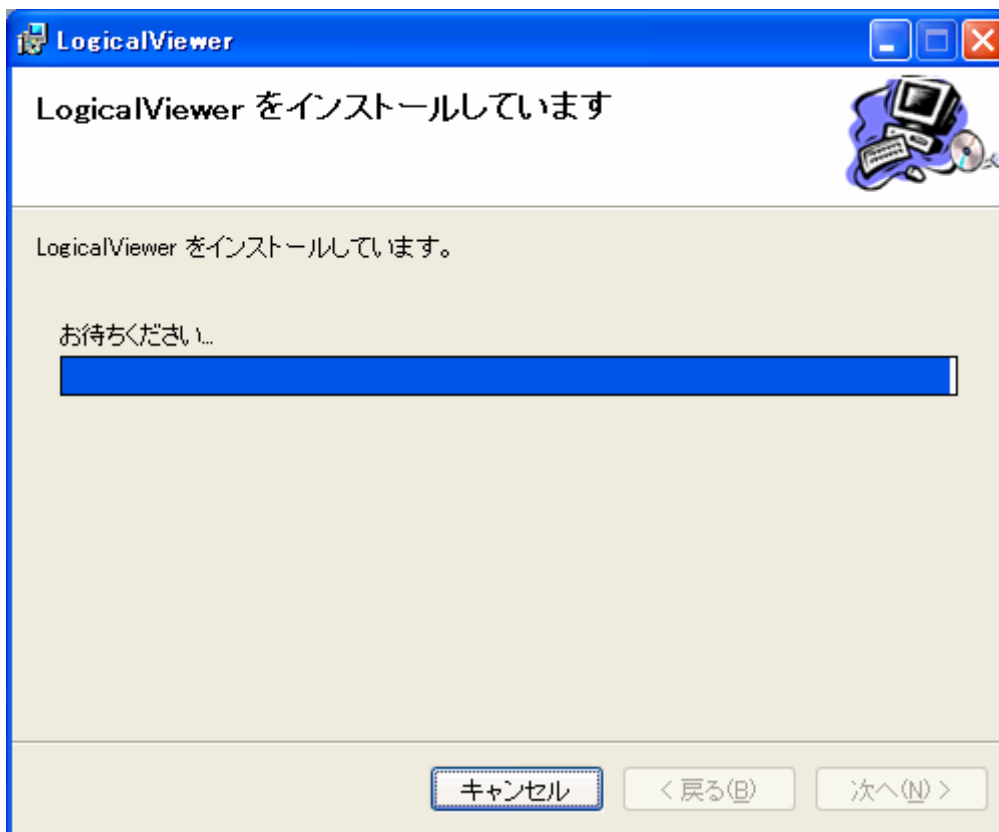 LogicalViewer
LogicalViewer をインストールしています
LogicalViewer をインストールしています。
お待ちください...
キャンセル
< 戻る(B)
次へ(N) >